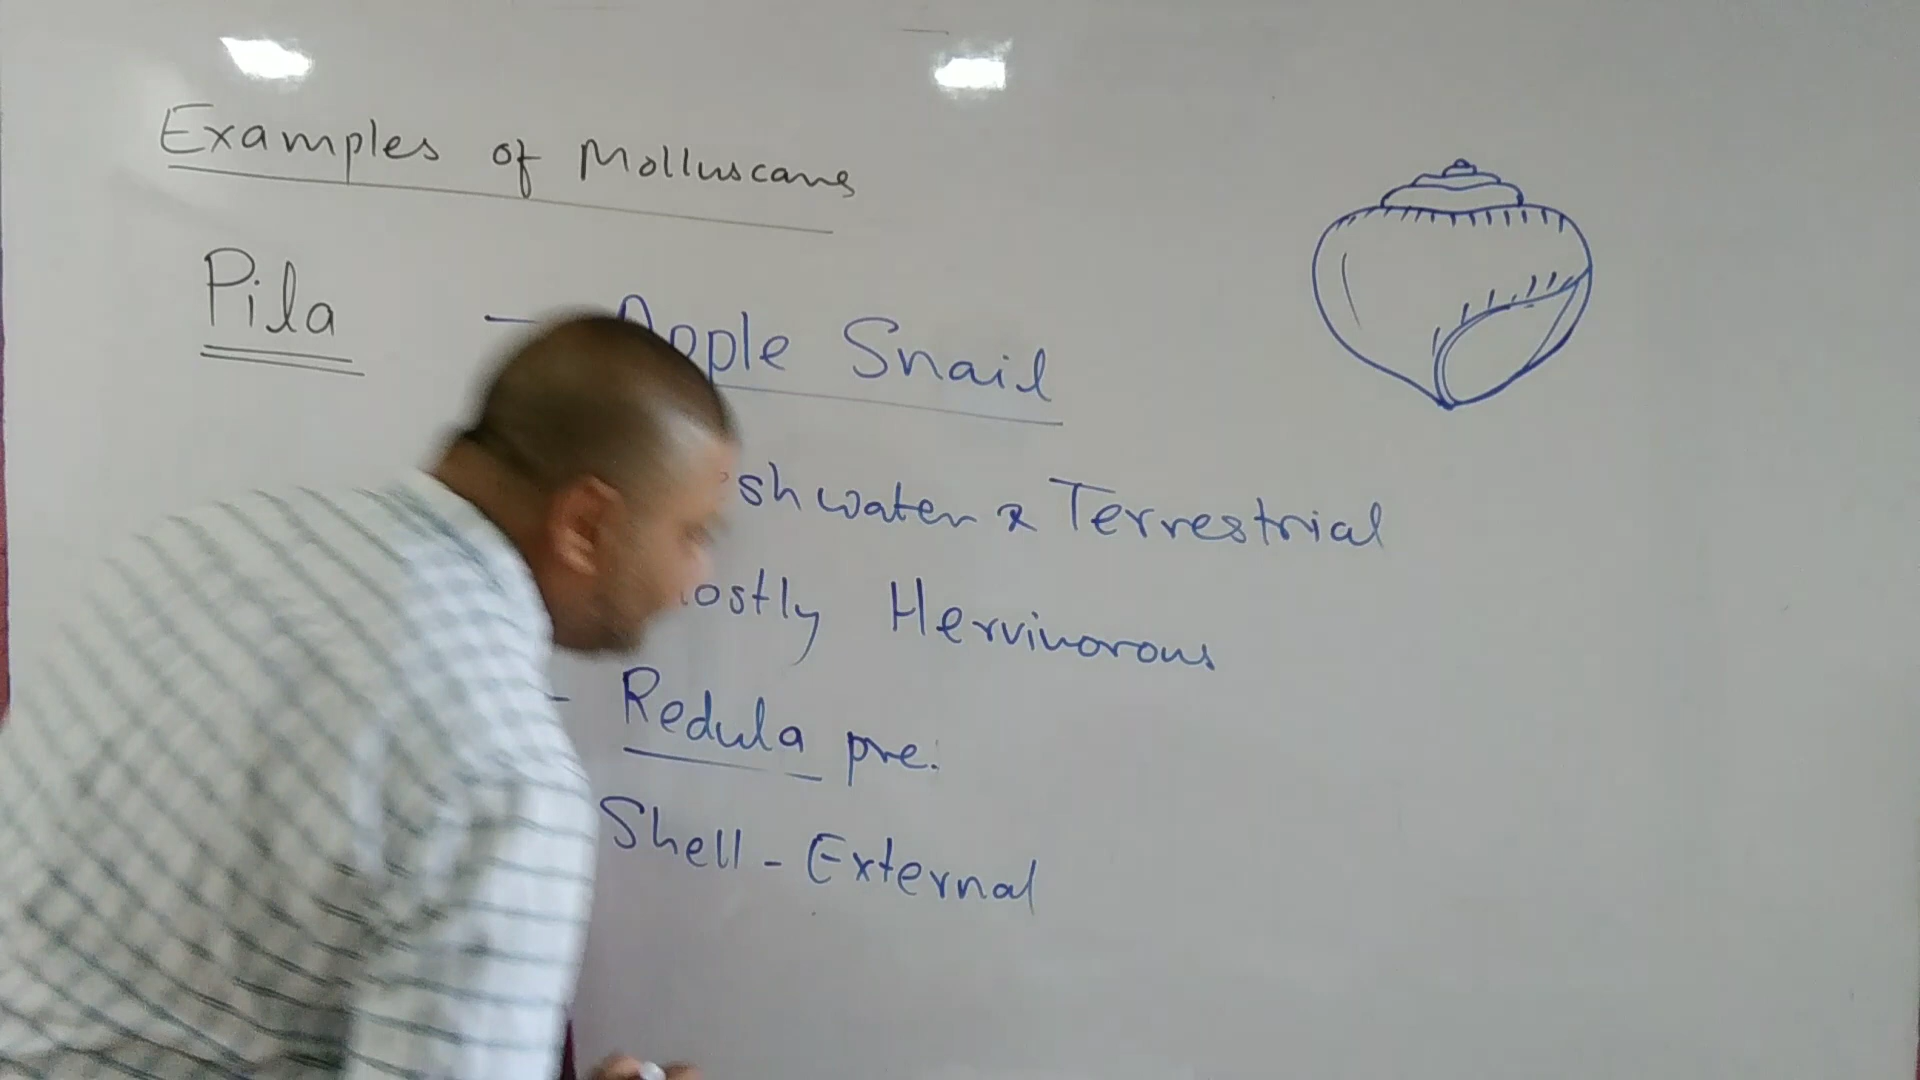 Examples of Molluscans
Pila - Apple Snail
shwater & Terrestrial
ostly Hervivorous
- Redula pre.
Shell - External